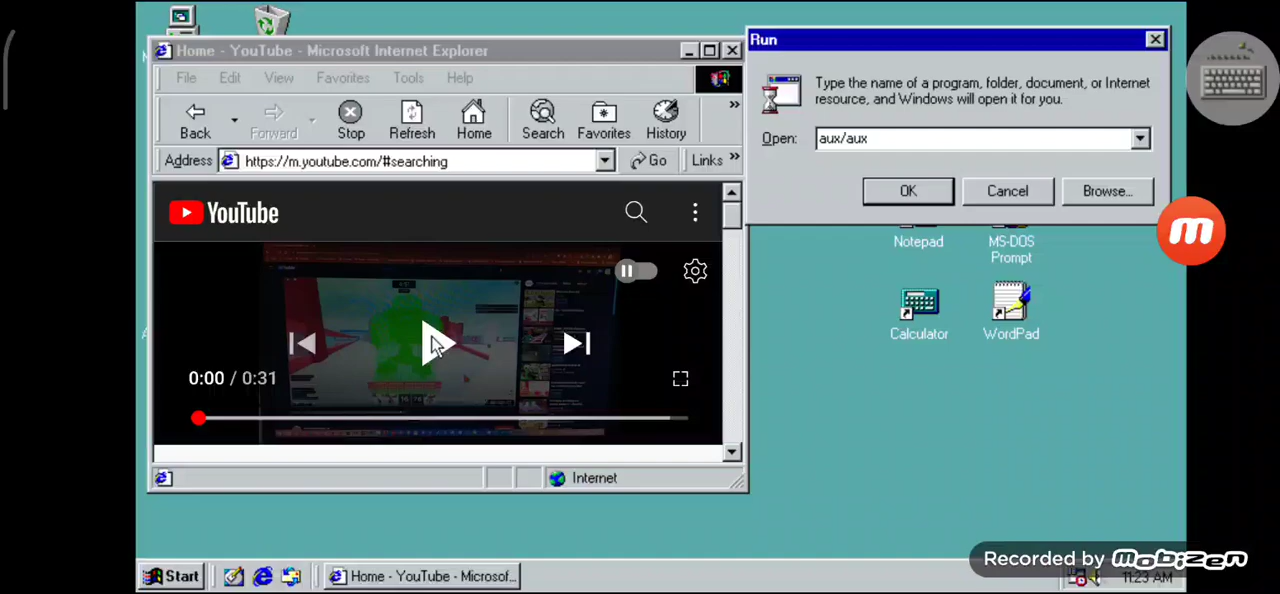 Home - YouTube - Microsoft Internet Explorer
File Edit View Favorites Tools Help
Back Forward Stop Refresh Home Search Favorites History »
Address https://m.youtube.com/#searching Go Links »
YouTube
0:00 / 0:31
Internet
Run
Type the name of a program, folder, document, or Internet
resource, and Windows will open it for you.
Open: aux/aux
OK Cancel Browse...
Notepad
MS-DOS
Prompt
Calculator
WordPad
m
Recorded by mobizen
Start Home - YouTube - Microsof... 11:23 AM